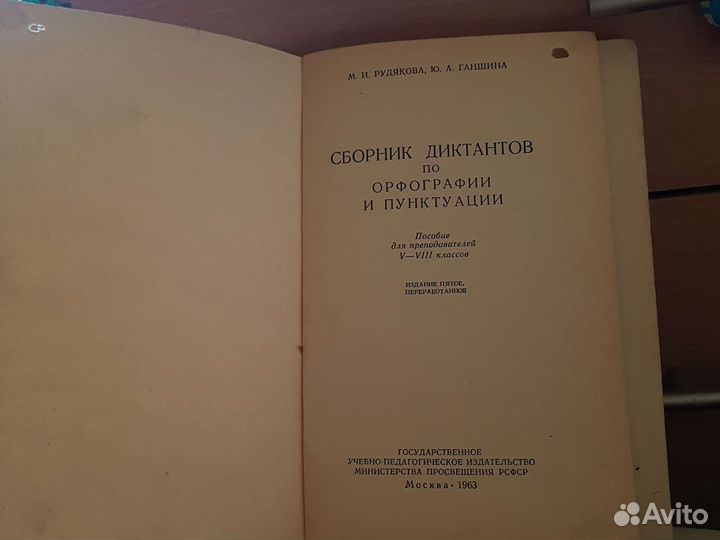 М. И. РУДЯКОВА, Ю. А. ГАНШИНА
СБОРНИК ДИКТАНТОВ
ПО
ОРФОГРАФИИ
И ПУНКТУАЦИИ
Пособие
для преподавателей
V—VIII классов
ИЗДАНИЕ ПЯТОЕ,
ПЕРЕРАБОТАННОЕ
ГОСУДАРСТВЕННОЕ
УЧЕБНО-ПЕДАГОГИЧЕСКОЕ ИЗДАТЕЛЬСТВО
МИНИСТЕРСТВА ПРОСВЕЩЕНИЯ РСФСР
Москва · 1963
Avito